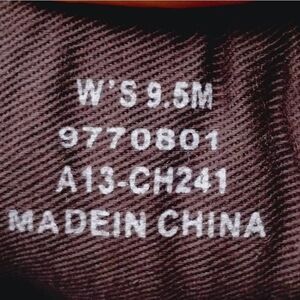 W'S 9.5M
9770801
A13-CH241
MADEIN CHINA